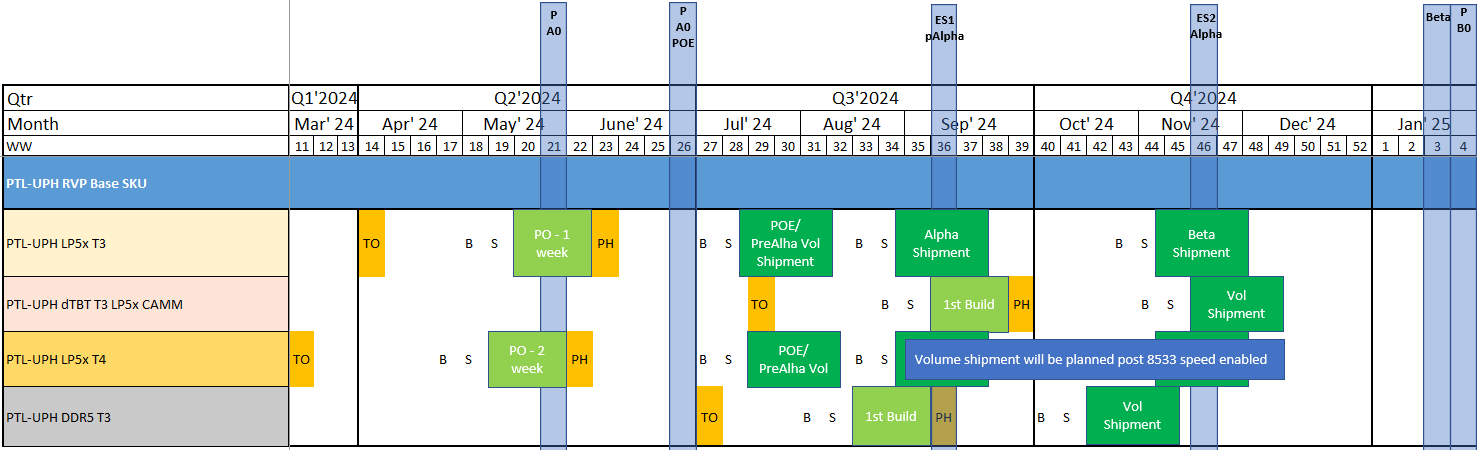 P
A0
P
A0
POE
ES1
pAlpha
ES2
Alpha
Beta
P
B0
Qtr Q1'2024 Q2'2024 Q3'2024 Q4'2024
Month Mar' 24 Apr' 24 May' 24 June' 24 Jul' 24 Aug' 24 Sep' 24 Oct' 24 Nov' 24 Dec' 24 Jan' 25
WW 11 12 13 14 15 16 17 18 19 20 21 22 23 24 25 26 27 28 29 30 31 32 33 34 35 36 37 38 39 40 41 42 43 44 45 46 47 48 49 50 51 52 1 2 3 4
PTL-UPH RVP Base SKU
PTL-UPH LP5x T3
TO
B S
PO - 1
week
PH
B S
POE/
PreAlha Vol
Shipment
B S
Alpha
Shipment
B S
Beta
Shipment
PTL-UPH dTBT T3 LP5x CAMM
TO
B S
1st Build
PH
B S
Vol
Shipment
PTL-UPH LP5x T4
TO
B S
PO - 2
week
PH
B S
POE/
PreAlha Vol
B S
Volume shipment will be planned post 8533 speed enabled
PTL-UPH DDR5 T3
TO
B S
1st Build
PH
B S
Vol
Shipment